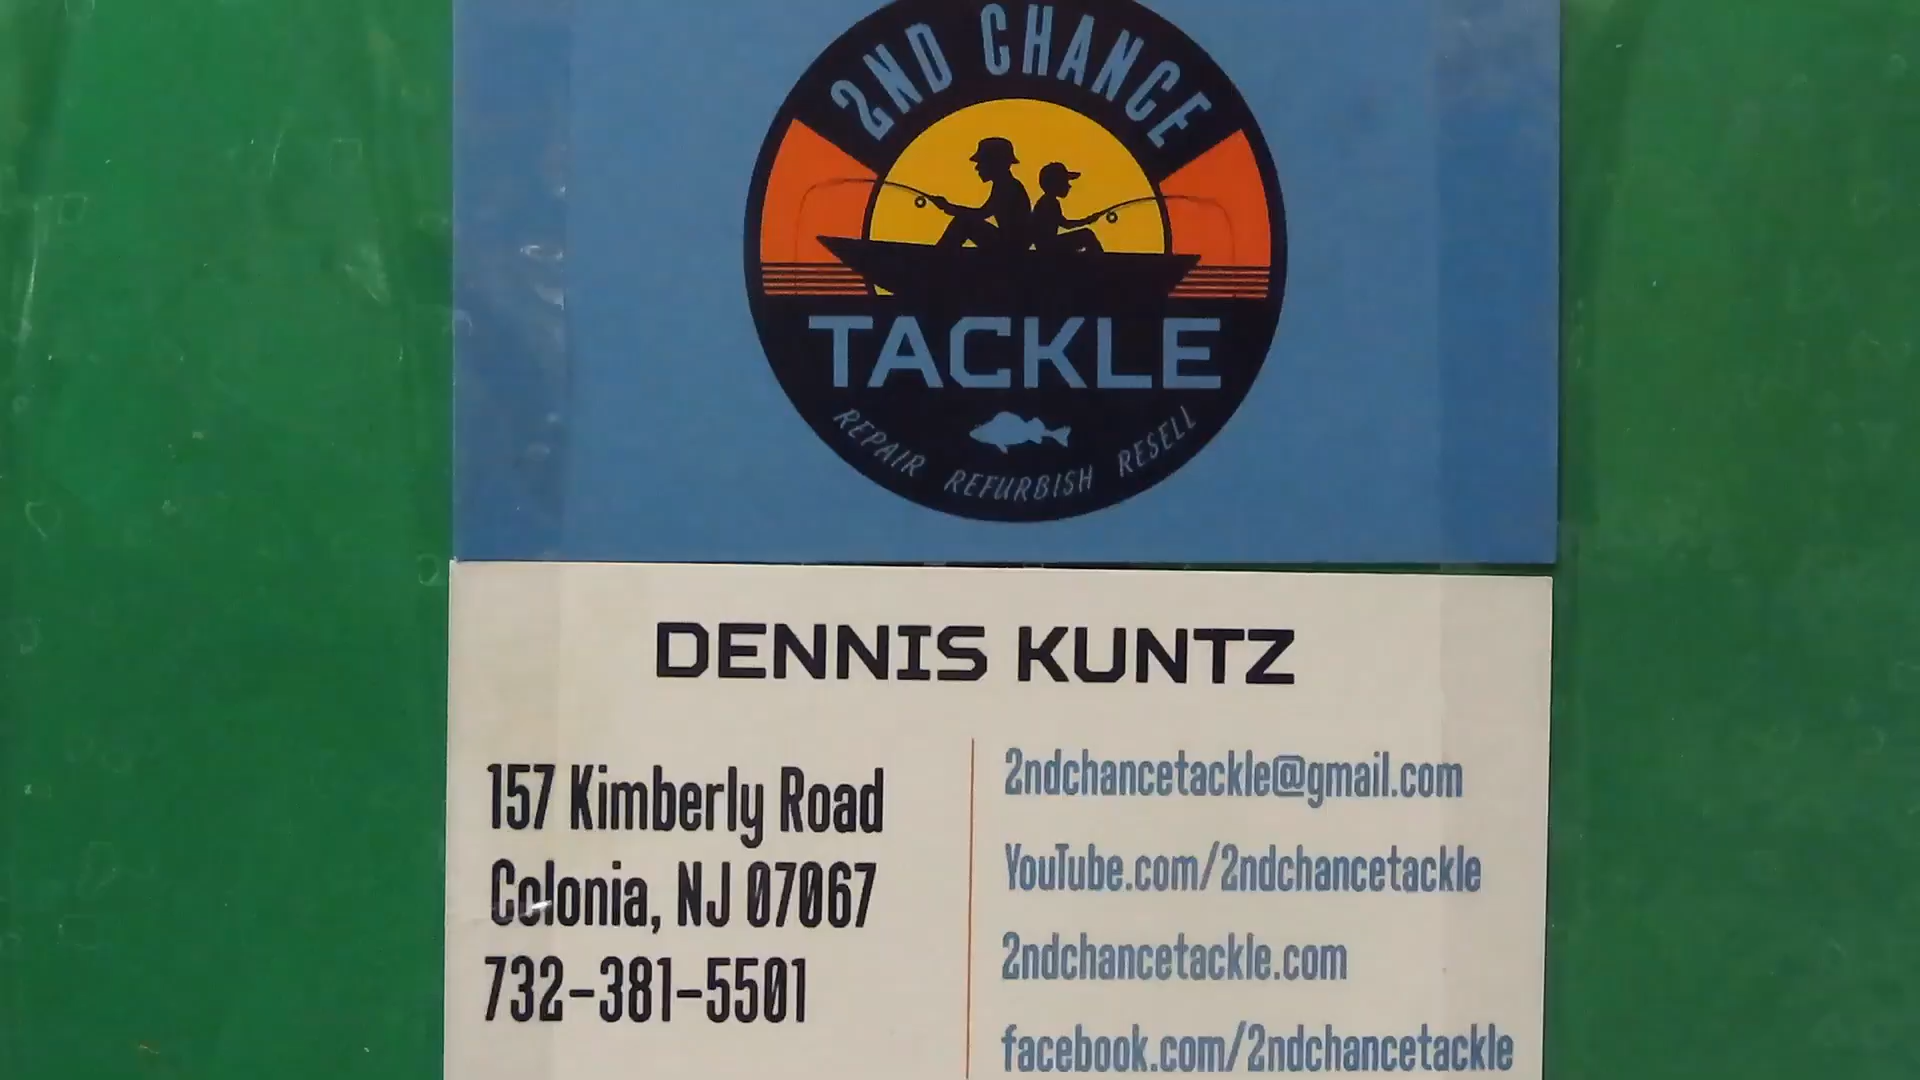 2ND CHANCE
TACKLE
REPAIR REFURBISH RESELL
DENNIS KUNTZ
157 Kimberly Road
Colonia, NJ 07067
732-381-5501
2ndchancetackle@gmail.com
YouTube.com/2ndchancetackle
2ndchancetackle.com
facebook.com/2ndchancetackle